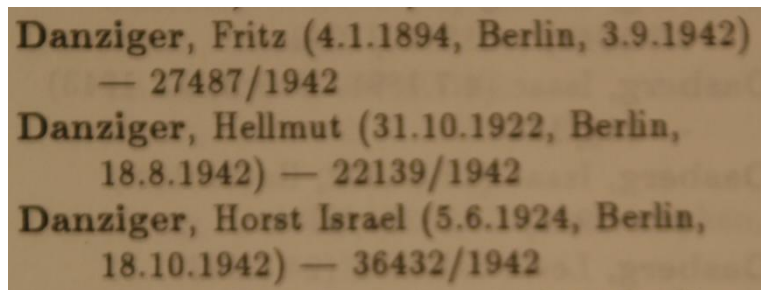 Danziger, Fritz (4.1.1894, Berlin, 3.9.1942)
— 27487/1942
Danziger, Hellmut (31.10.1922, Berlin,
18.8.1942) — 22139/1942
Danziger, Horst Israel (5.6.1924, Berlin,
18.10.1942) — 36432/1942